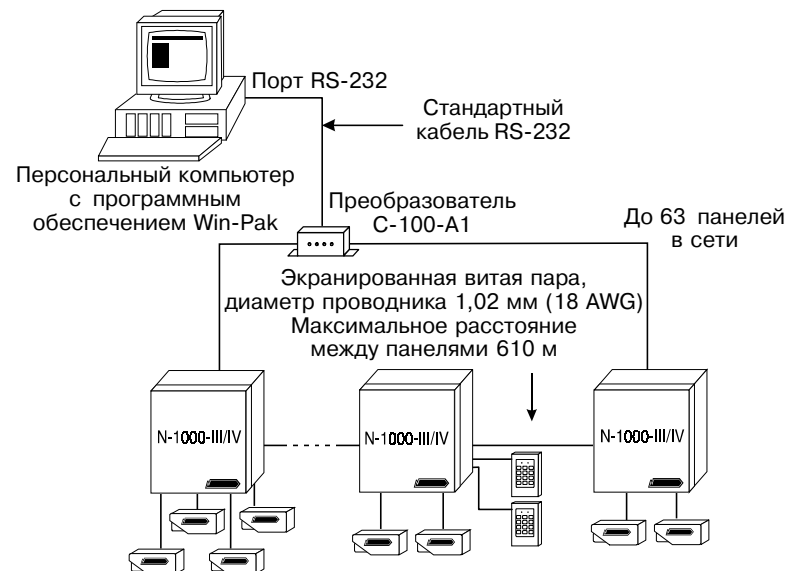 Порт RS-232
Стандартный
кабель RS-232
Персональный компьютер
с программным
обеспечением Win-Pak
Преобразователь
С-100-А1
До 63 панелей
в сети
Экранированная витая пара,
диаметр проводника 1,02 мм (18 AWG)
Максимальное расстояние
между панелями 610 м
N-1000-III/IV
N-1000-III/IV
N-1000-III/IV